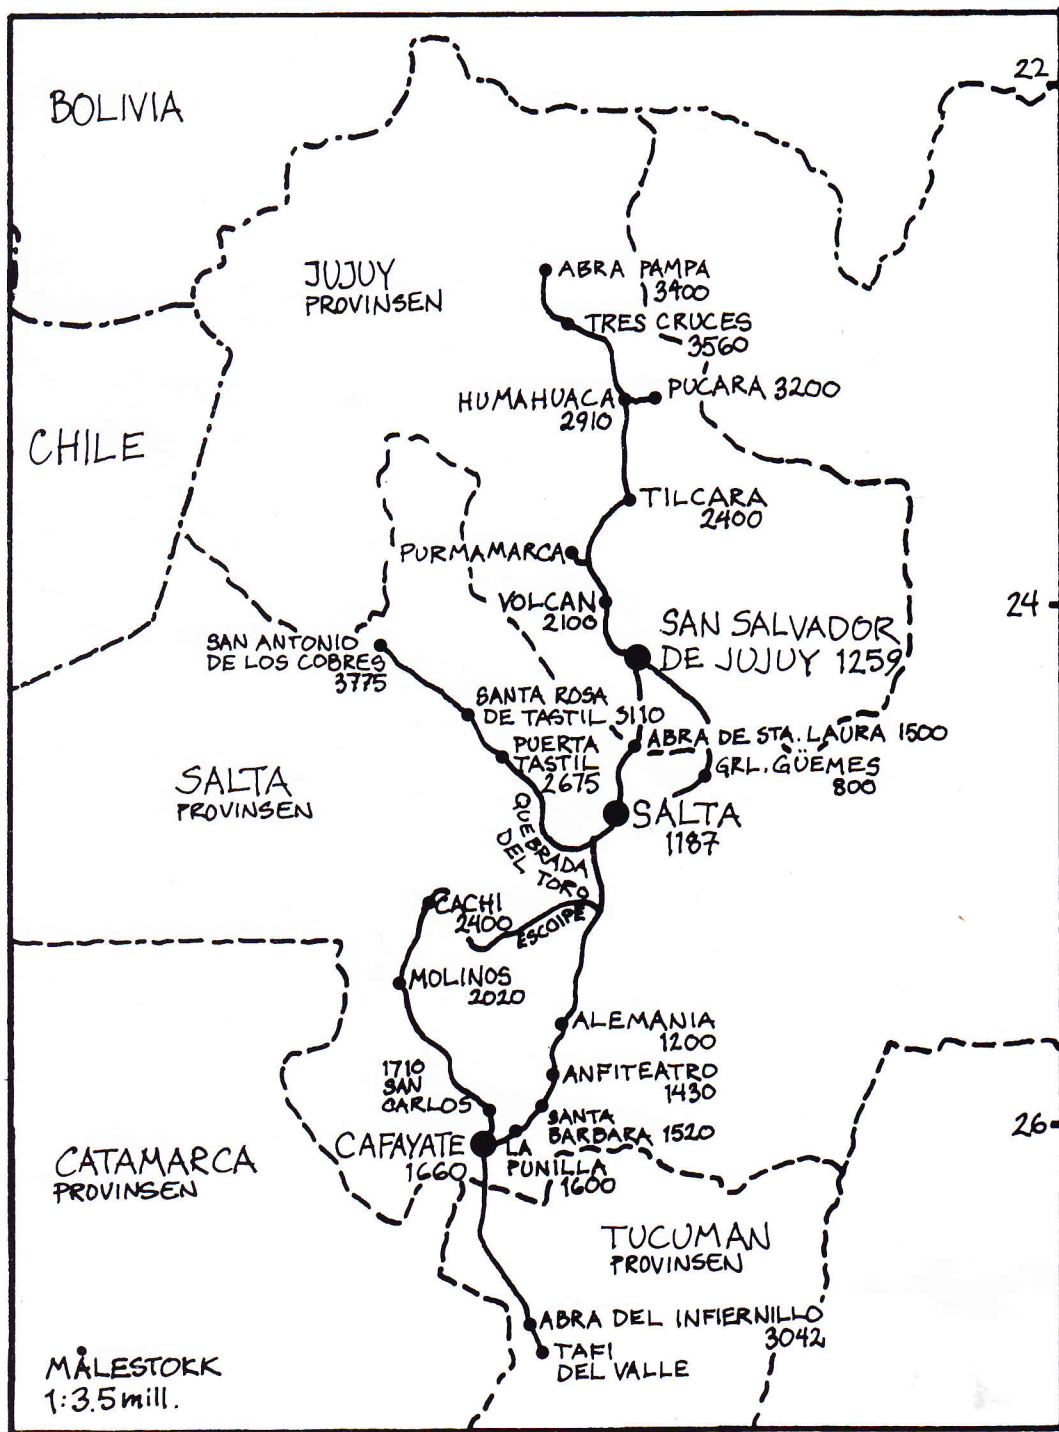 22
BOLIVIA
JUJUY
PROVINSEN
ABRA PAMPA
3400
TRES CRUCES
3560
HUMAHUACA
2910
PUCARA 3200
CHILE
TILCARA
2400
PURMAMARCA
VOLCAN
2100
24
SAN SALVADOR
DE JUJUY 1259
SAN ANTONIO
DE LOS COBRES
3775
SANTA ROSA
DE TASTIL 3110
PUERTA
TASTIL
2675
ABRA DE STA. LAURA 1500
GRL. GÜEMES
800
SALTA
PROVINSEN
SALTA
1187
QUEBRADA
DEL TORO
CACHI
2400
ESCOIPE
MOLINOS
2020
ALEMANIA
1200
ANFITEATRO
1430
1710
SAN
CARLOS
SANTA
BARBARA 1520
26
CAFAYATE
1660
LA
PUNILLA
1600
CATAMARCA
PROVINSEN
TUCUMAN
PROVINSEN
ABRA DEL INFIERNILLO
3042
TAFI
DEL VALLE
MÅLESTOKK
1:3.5 mill.